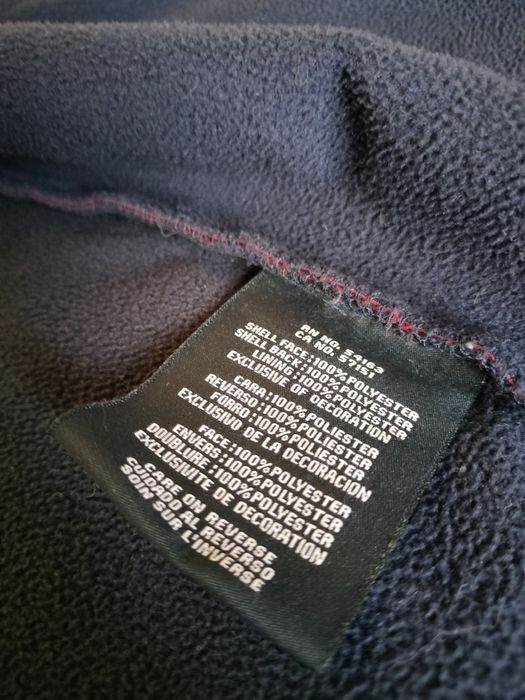 RN NO. 54163
CA NO. 57151
SHELL FACE:100%POLYESTER
SHELL BACK:100%POLYESTER
LINING:100%POLYESTER
EXCLUSIVE OF DECORATION
CARA:100%POLIESTER
REVERSO:100%POLIESTER
FORRO:100%POLIESTER
EXCLUSIVO DE LA DECORACIÓN
FACE:100%POLYESTER
ENVERS:100%POLYESTER
DOUBLURE:100%POLYESTER
EXCLUSIVITE DE DECORATION
CARE ON REVERSE
CUIDADO AL REVERSO
SOIN SUR L'INVERSE